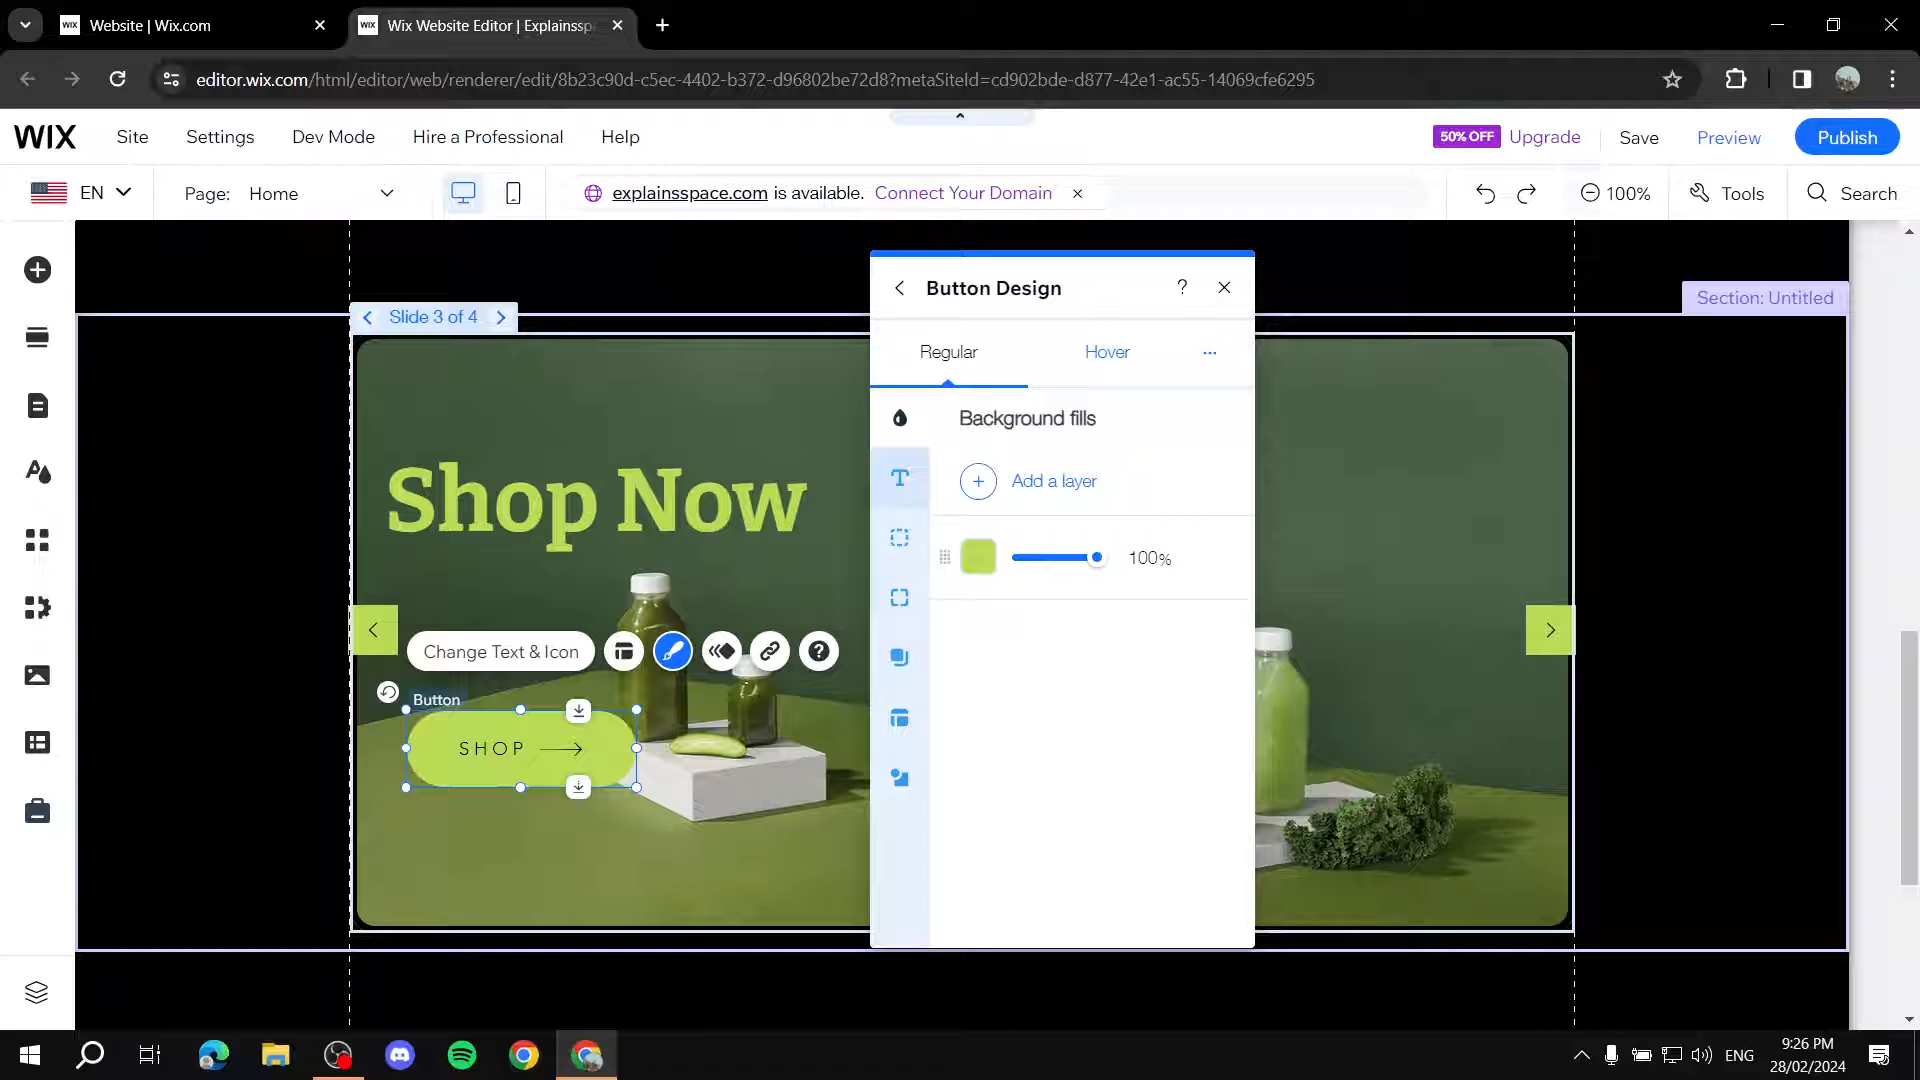 WIX Website | Wix.com
WIX Wix Website Editor | Explainssp
editor.wix.com/html/editor/web/renderer/edit/8b23c90d-c5ec-4402-b372-d96802be72d8?metaSiteId=cd902bde-d877-42e1-ac55-14069cfe6295
WIX Site Settings Dev Mode Hire a Professional Help 50% OFF Upgrade Save Preview Publish
EN Page: Home explainsspace.com is available. Connect Your Domain 100% Tools Search
Section: Untitled
Slide 3 of 4
Button Design ?
Regular Hover ...
Background fills
Add a layer
100%
Shop Now
Change Text & Icon ?
Button
SHOP
ENG
9:26 PM
28/02/2024